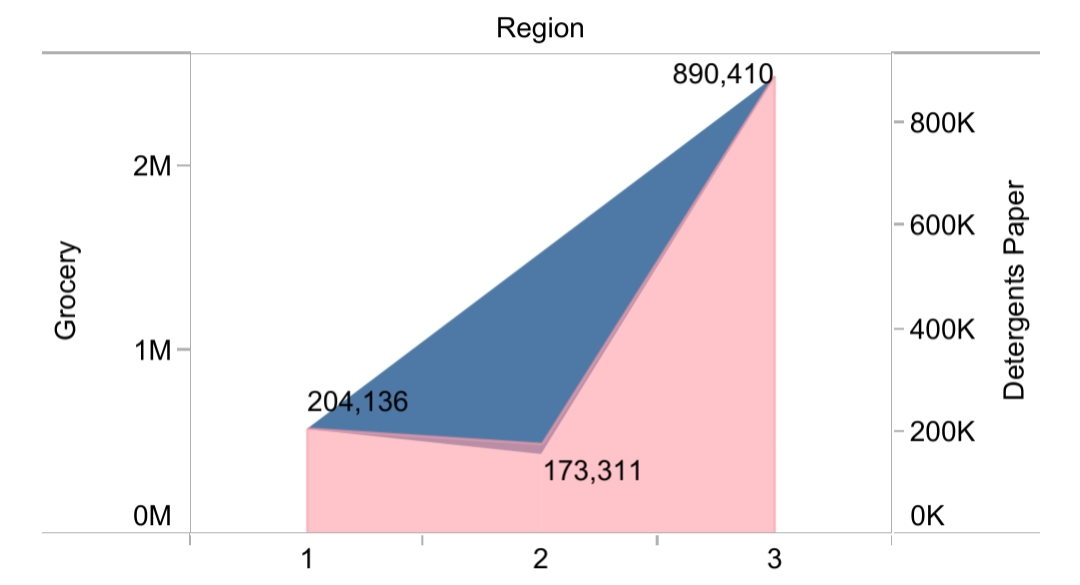 Region
890,410
800K
2M
600K
Grocery
Detergents Paper
400K
1M
204,136
200K
173,311
0M
0K
1
2
3